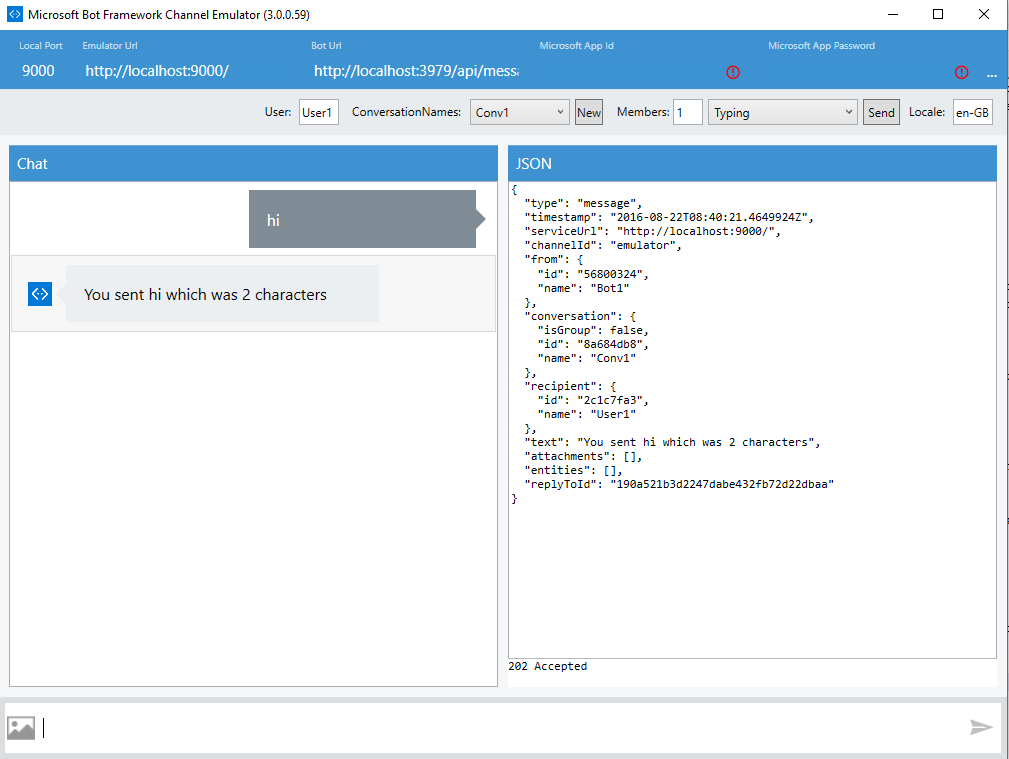 Microsoft Bot Framework Channel Emulator (3.0.0.59)
Local Port Emulator Url Bot Url Microsoft App Id Microsoft App Password
9000 http://localhost:9000/ http://localhost:3979/api/mess ...
User: User1 ConversationNames: Conv1 New Members: 1 Typing Send Locale: en-GB
Chat
hi
You sent hi which was 2 characters
JSON
{
  "type": "message",
  "timestamp": "2016-08-22T08:40:21.4649924Z",
  "serviceUrl": "http://localhost:9000/",
  "channelId": "emulator",
  "from": {
    "id": "56800324",
    "name": "Bot1"
  },
  "conversation": {
    "isGroup": false,
    "id": "8a684db8",
    "name": "Conv1"
  },
  "recipient": {
    "id": "2c1c7fa3",
    "name": "User1"
  },
  "text": "You sent hi which was 2 characters",
  "attachments": [],
  "entities": [],
  "replyToId": "190a521b3d2247dabe432fb72d22dbaa"
}
202 Accepted